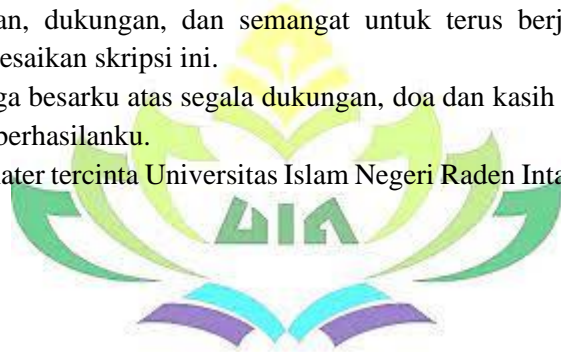 an, dukungan, dan semangat untuk terus berj
esaikan skripsi ini.
ga besarku atas segala dukungan, doa dan kasih
berhasilanku.
ater tercinta Universitas Islam Negeri Raden Inta
UIN